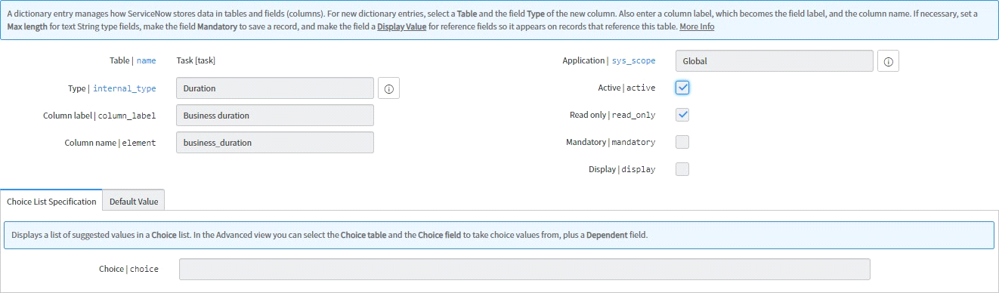 A dictionary entry manages how ServiceNow stores data in tables and fields (columns). For new dictionary entries, select a Table and the field Type of the new column. Also enter a column label, which becomes the field label, and the column name. If necessary, set a
Max length for text String type fields, make the field Mandatory to save a record, and make the field a Display Value for reference fields so it appears on records that reference this table. More Info
Table | name Task [task]
Application | sys_scope Global
Type | internal_type Duration
Active | active
Column label | column_label Business duration
Read only | read_only
Column name | element business_duration
Mandatory | mandatory
Display | display
Choice List Specification Default Value
Displays a list of suggested values in a Choice list. In the Advanced view you can select the Choice table and the Choice field to take choice values from, plus a Dependent field.
Choice | choice